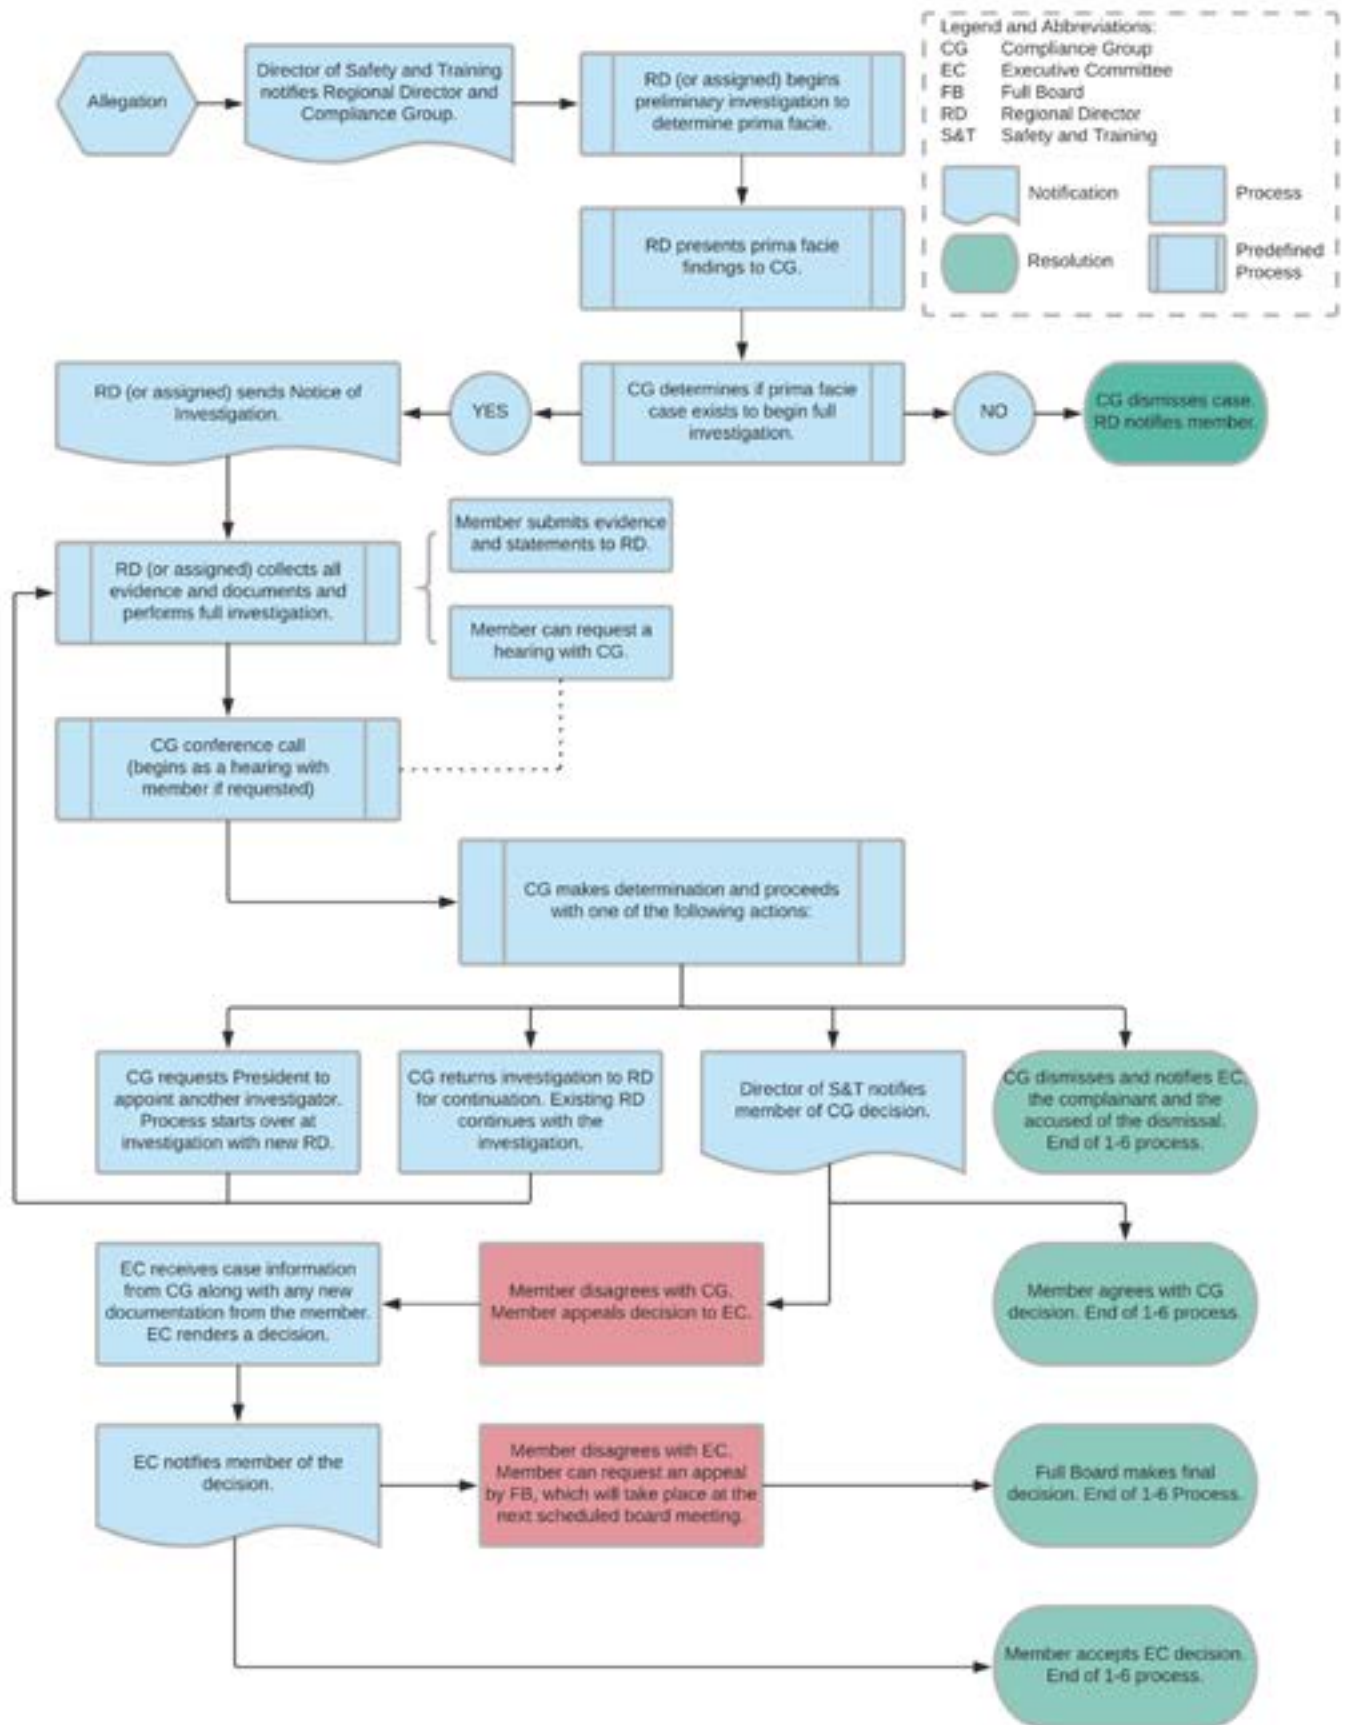 Allegation
Director of Safety and Training
notifies Regional Director and
Compliance Group.
RD (or assigned) begins
preliminary investigation to
determine prima facie.
Legend and Abbreviations:
CG Compliance Group
EC Executive Committee
FB Full Board
RD Regional Director
S&T Safety and Training
Notification
Process
Resolution
Predefined
Process
RD presents prima facie
findings to CG.
RD (or assigned) sends Notice of
Investigation.
YES
CG determines if prima facie
case exists to begin full
investigation.
NO
CG dismisses case.
RD notifies member.
Member submits evidence
and statements to RD.
RD (or assigned) collects all
evidence and documents and
performs full investigation.
Member can request a
hearing with CG.
CG conference call
(begins as a hearing with
member if requested)
CG makes determination and proceeds
with one of the following actions:
CG requests President to
appoint another investigator.
Process starts over at
investigation with new RD.
CG returns investigation to RD
for continuation. Existing RD
continues with the
investigation.
Director of S&T notifies
member of CG decision.
CG dismisses and notifies EC,
the complainant and the
accused of the dismissal.
End of 1-6 process.
EC receives case information
from CG along with any new
documentation from the member.
EC renders a decision.
Member disagrees with CG.
Member appeals decision to EC.
Member agrees with CG
decision. End of 1-6 process.
EC notifies member of the
decision.
Member disagrees with EC.
Member can request an appeal
by FB, which will take place at the
next scheduled board meeting.
Full Board makes final
decision. End of 1-6 Process.
Member accepts EC decision.
End of 1-6 process.